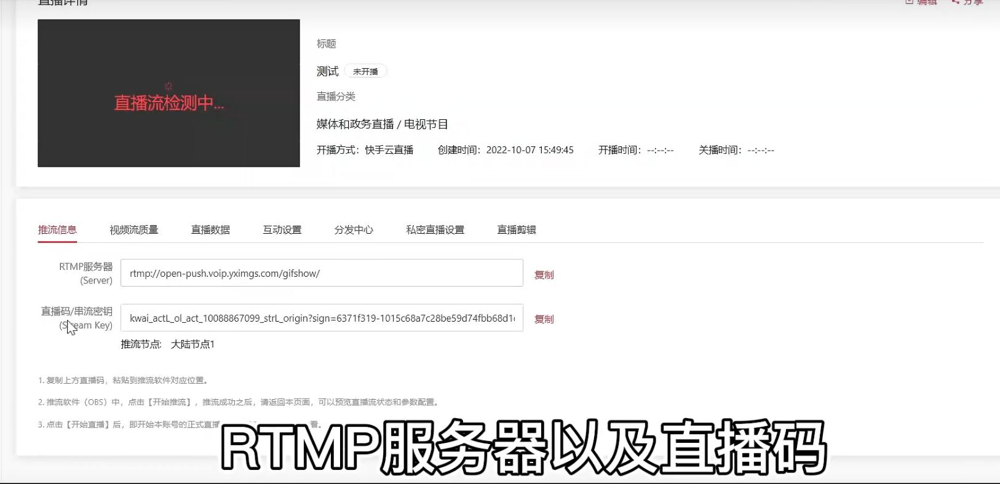 直播详情
编辑 分享
直播流检测中...
标题
测试 未开播
直播分类
媒体和政务直播 / 电视节目
开播方式：快手云直播 创建时间：2022-10-07 15:49:45 开播时间：--:--:-- 关播时间：--:--:--
推流信息 视频流质量 直播数据 互动设置 分发中心 私密直播设置 直播剪辑
RTMP服务器
(Server)
rtmp://open-push.voip.yximgs.com/gifshow/
复制
直播码/串流密钥
(Stream Key)
kwai_actL_ol_act_10088867099_strL_origin?sign=6371f319-1015c68a7c28be59d74fbb68d1
复制
推流节点: 大陆节点1
1. 复制上方直播码，粘贴到推流软件对应位置。
2. 推流软件（OBS）中，点击【开始推流】，推流成功之后，请返回本页面，可以预览直播流状态和参数配置。
3. 点击【开始直播】后，即开始本账号的正式直播 看。
RTMP服务器以及直播码